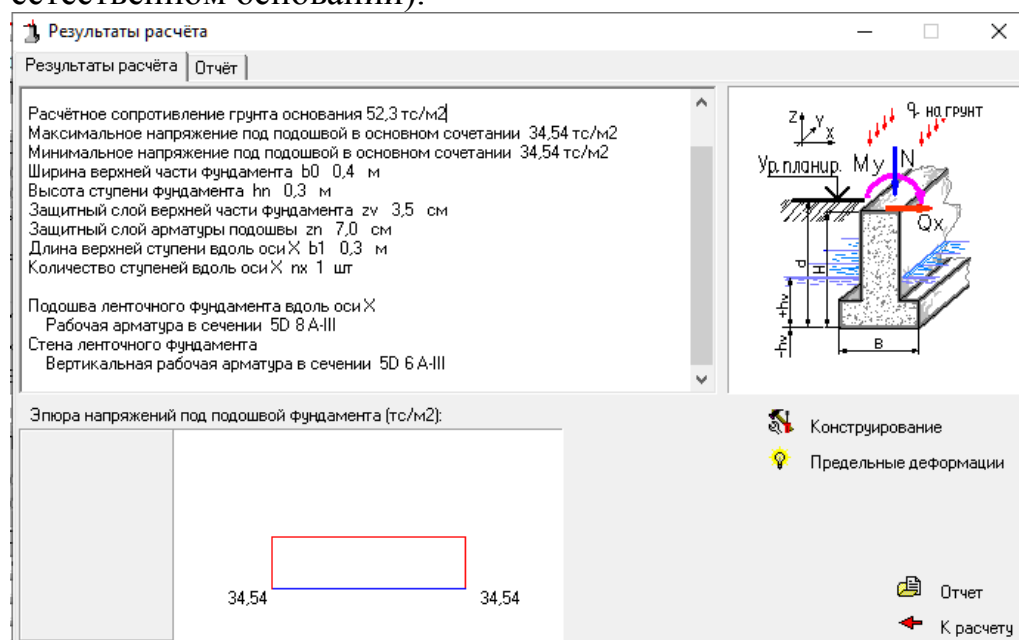 естественном основании).
Результаты расчёта
Результаты расчёта Отчёт
Расчётное сопротивление грунта основания 52,3 тс/м2
Максимальное напряжение под подошвой в основном сочетании 34,54 тс/м2
Минимальное напряжение под подошвой в основном сочетании 34,54 тс/м2
Ширина верхней части фундамента b0 0,4 м
Высота ступени фундамента hn 0,3 м
Защитный слой верхней части фундамента zv 3,5 см
Защитный слой арматуры подошвы zn 7,0 см
Длина верхней ступени вдоль оси X b1 0,3 м
Количество ступеней вдоль оси X nx 1 шт
Подошва ленточного фундамента вдоль оси X
Рабочая арматура в сечении 5D 8 A-III
Стена ленточного фундамента
Вертикальная рабочая арматура в сечении 5D 6 A-III
Z Y X
q на грунт
Ур.планир. My N
Qx
d H
+hv
-hv
B
Эпюра напряжений под подошвой фундамента (тс/м2):
34,54 34,54
Конструирование
Предельные деформации
Отчет
К расчету